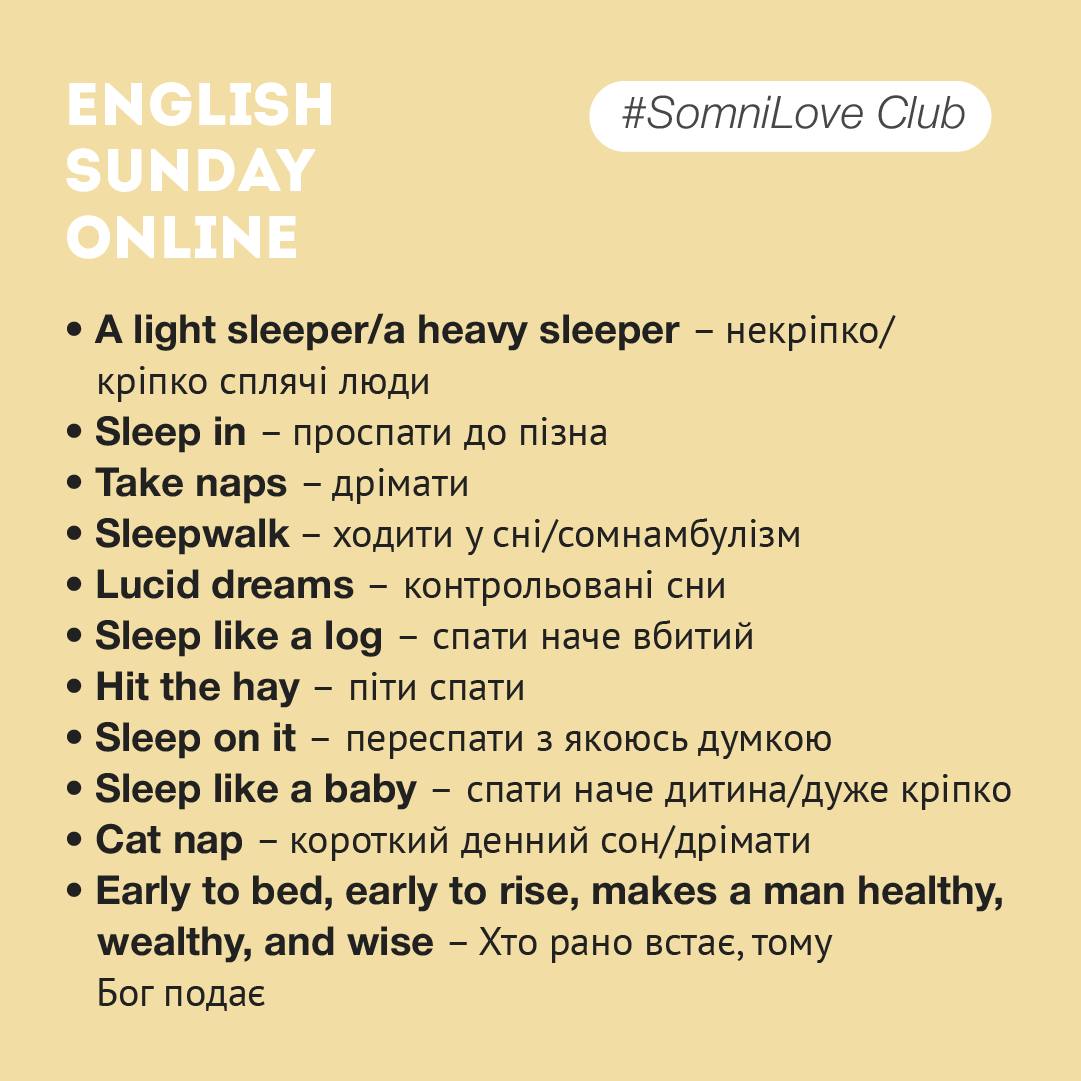 ENGLISH
SUNDAY
ONLINE
#SomniLove Club
• A light sleeper/a heavy sleeper – некріпко/
кріпко сплячі люди
• Sleep in – проспати до пізна
• Take naps – дрімати
• Sleepwalk – ходити у сні/сомнамбулізм
• Lucid dreams – контрольовані сни
• Sleep like a log – спати наче вбитий
• Hit the hay – піти спати
• Sleep on it – переспати з якоюсь думкою
• Sleep like a baby – спати наче дитина/дуже кріпко
• Cat nap – короткий денний сон/дрімати
• Early to bed, early to rise, makes a man healthy,
wealthy, and wise – Хто рано встає, тому
Бог подає